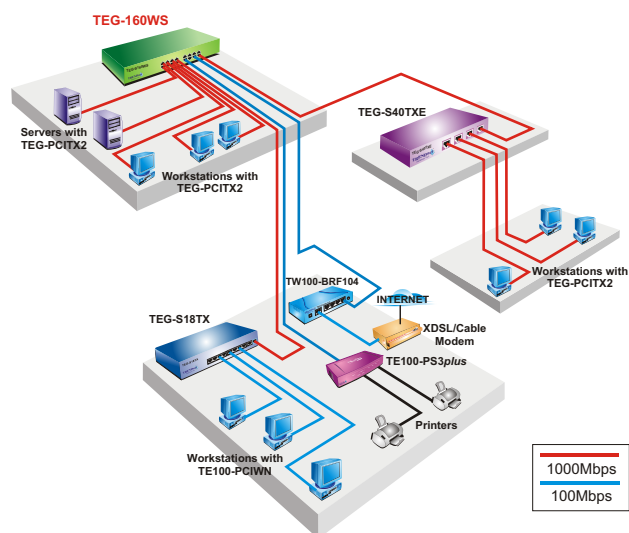 TEG-160WS
TEG-S40TXE
Servers with
TEG-PCITX2
Workstations with
TEG-PCITX2
Workstations with
TEG-PCITX2
TW100-BRF104
INTERNET
TEG-S18TX
XDSL/Cable
Modem
TE100-PS3plus
Printers
Workstations with
TE100-PCIWN
1000Mbps
100Mbps